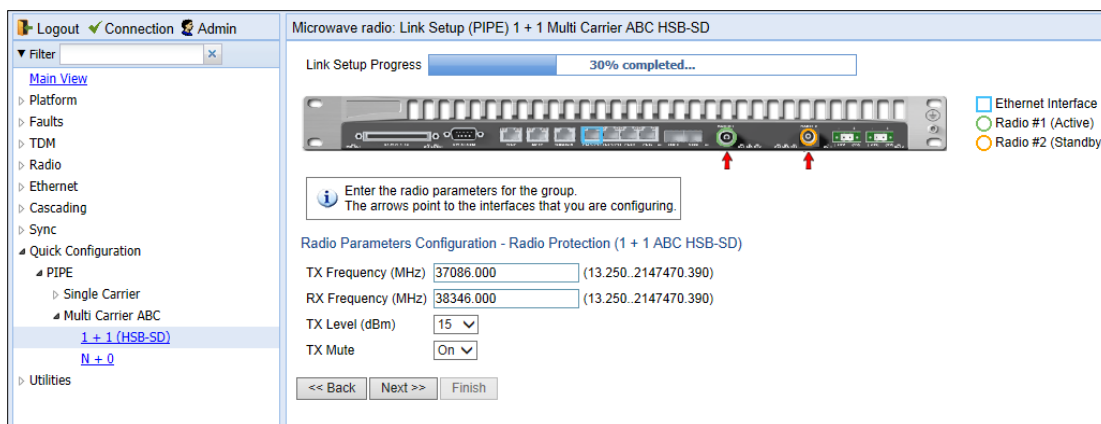 Logout Connection Admin
Filter
Main View
Platform
Faults
TDM
Radio
Ethernet
Cascading
Sync
Quick Configuration
PIPE
Single Carrier
Multi Carrier ABC
1 + 1 (HSB-SD)
N + 0
Utilities
Microwave radio: Link Setup (PIPE) 1 + 1 Multi Carrier ABC HSB-SD
Link Setup Progress 30% completed...
Ethernet Interface
Radio #1 (Active)
Radio #2 (Standby
Enter the radio parameters for the group.
The arrows point to the interfaces that you are configuring.
Radio Parameters Configuration - Radio Protection (1 + 1 ABC HSB-SD)
TX Frequency (MHz) 37086.000 (13.250..2147470.390)
RX Frequency (MHz) 38346.000 (13.250..2147470.390)
TX Level (dBm) 15
TX Mute On
<< Back Next >> Finish